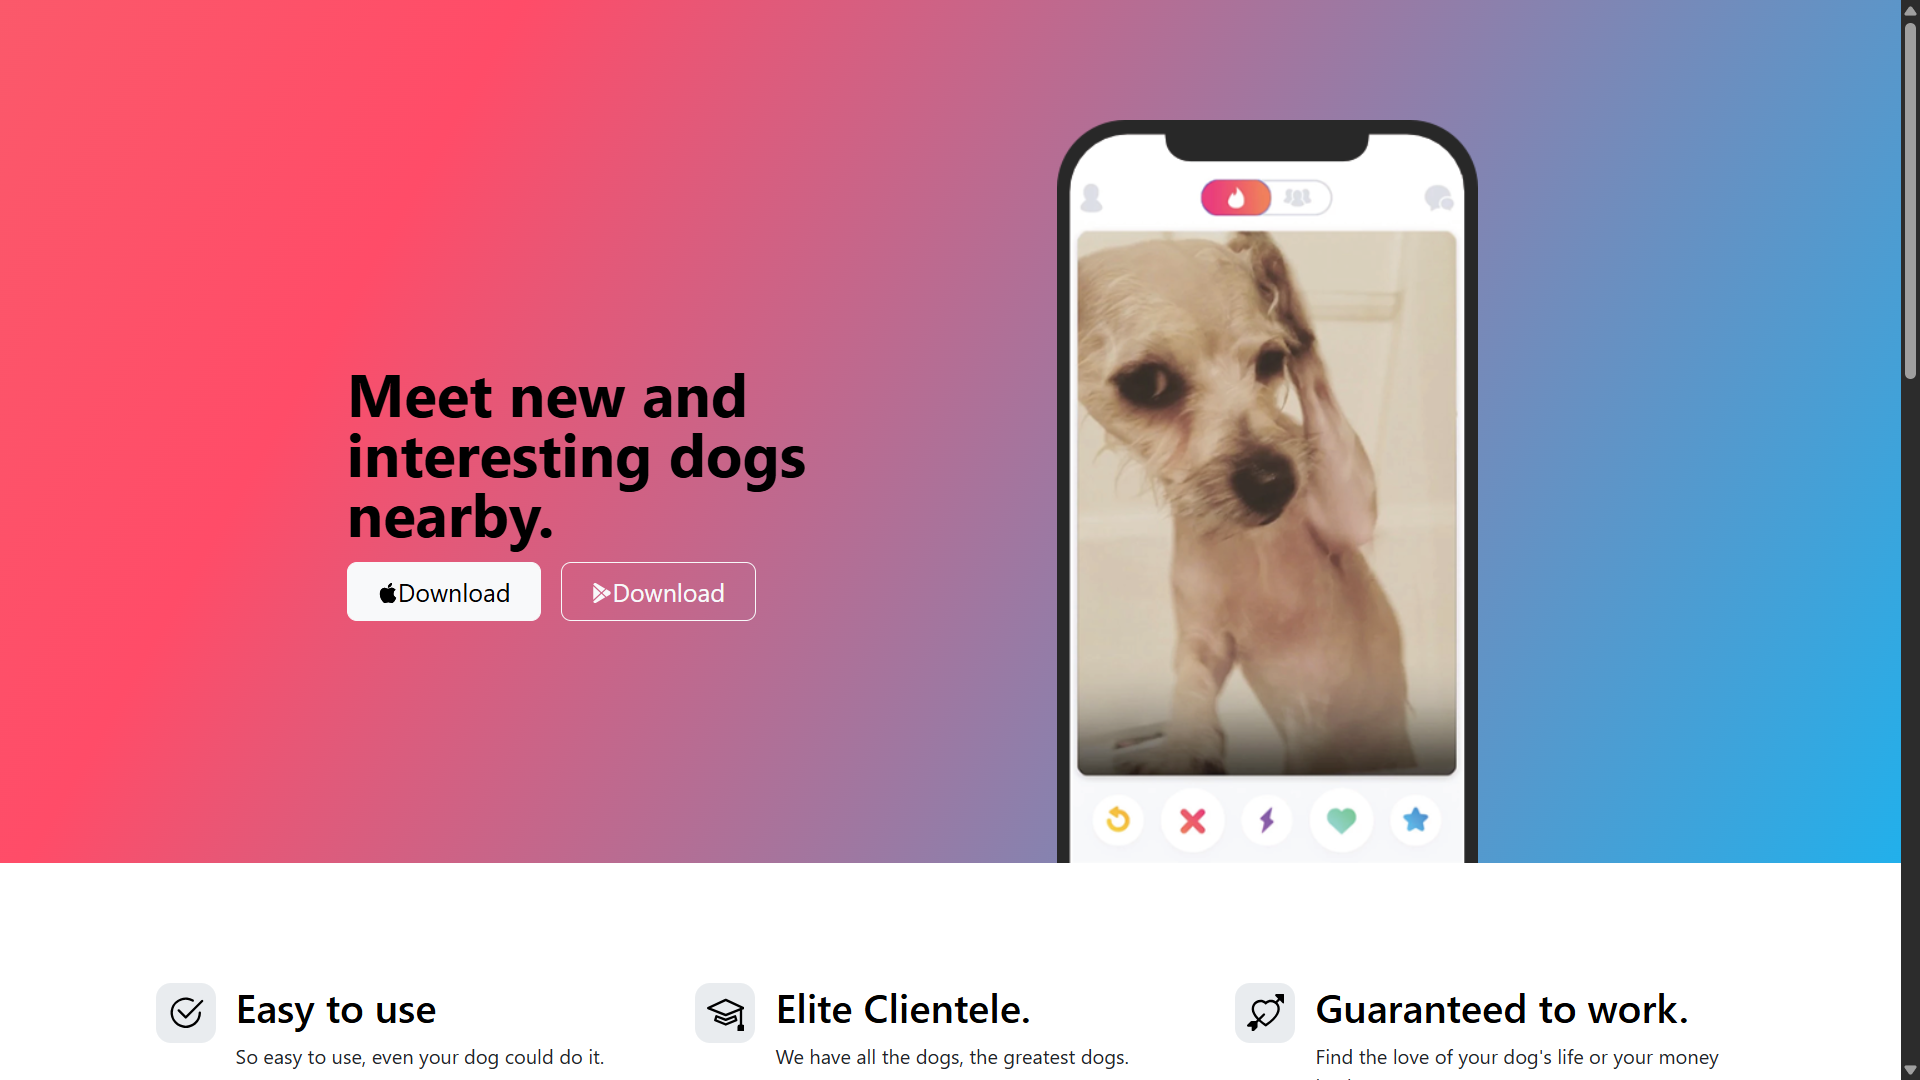 Meet new and
interesting dogs
nearby.
Download
Download
Easy to use
So easy to use, even your dog could do it.
Elite Clientele.
We have all the dogs, the greatest dogs.
Guaranteed to work.
Find the love of your dog's life or your money